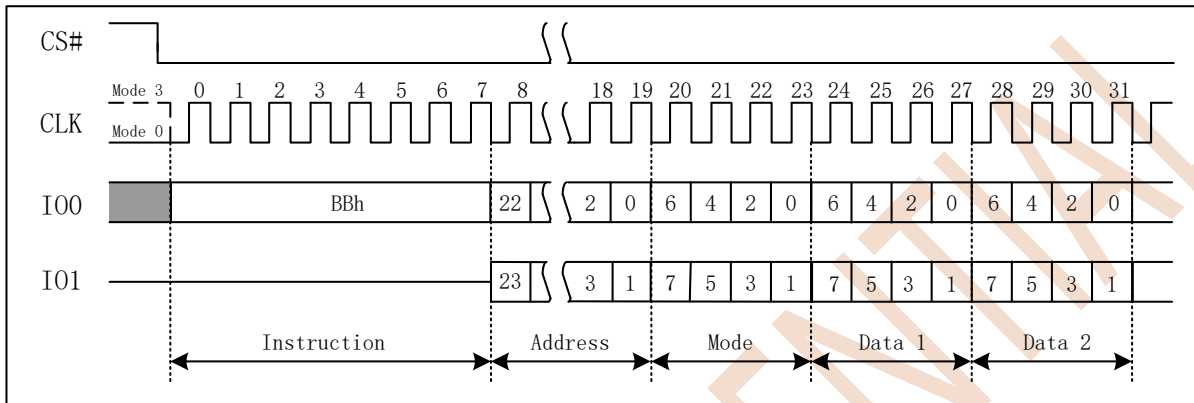 CS#
Mode 3 0 1 2 3 4 5 6 7 8 18 19 20 21 22 23 24 25 26 27 28 29 30 31
CLK
Mode 0
IO0 BBh 22 2 0 6 4 2 0 6 4 2 0 6 4 2 0
IO1 23 3 1 7 5 3 1 7 5 3 1 7 5 3 1
Instruction Address Mode Data 1 Data 2
ENTIAL